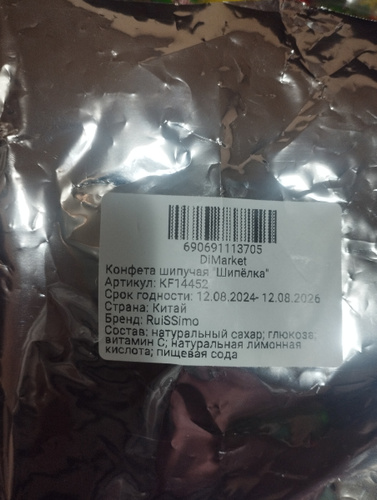 690691113705
DiMarket
Конфета шипучая "Шипёлка"
Артикул: KF14452
Срок годности: 12.08.2024- 12.08.2026
Страна: Китай
Бренд: RuiSSimo
Состав: натуральный сахар; глюкоза;
витамин С; натуральная лимонная
кислота; пищевая сода